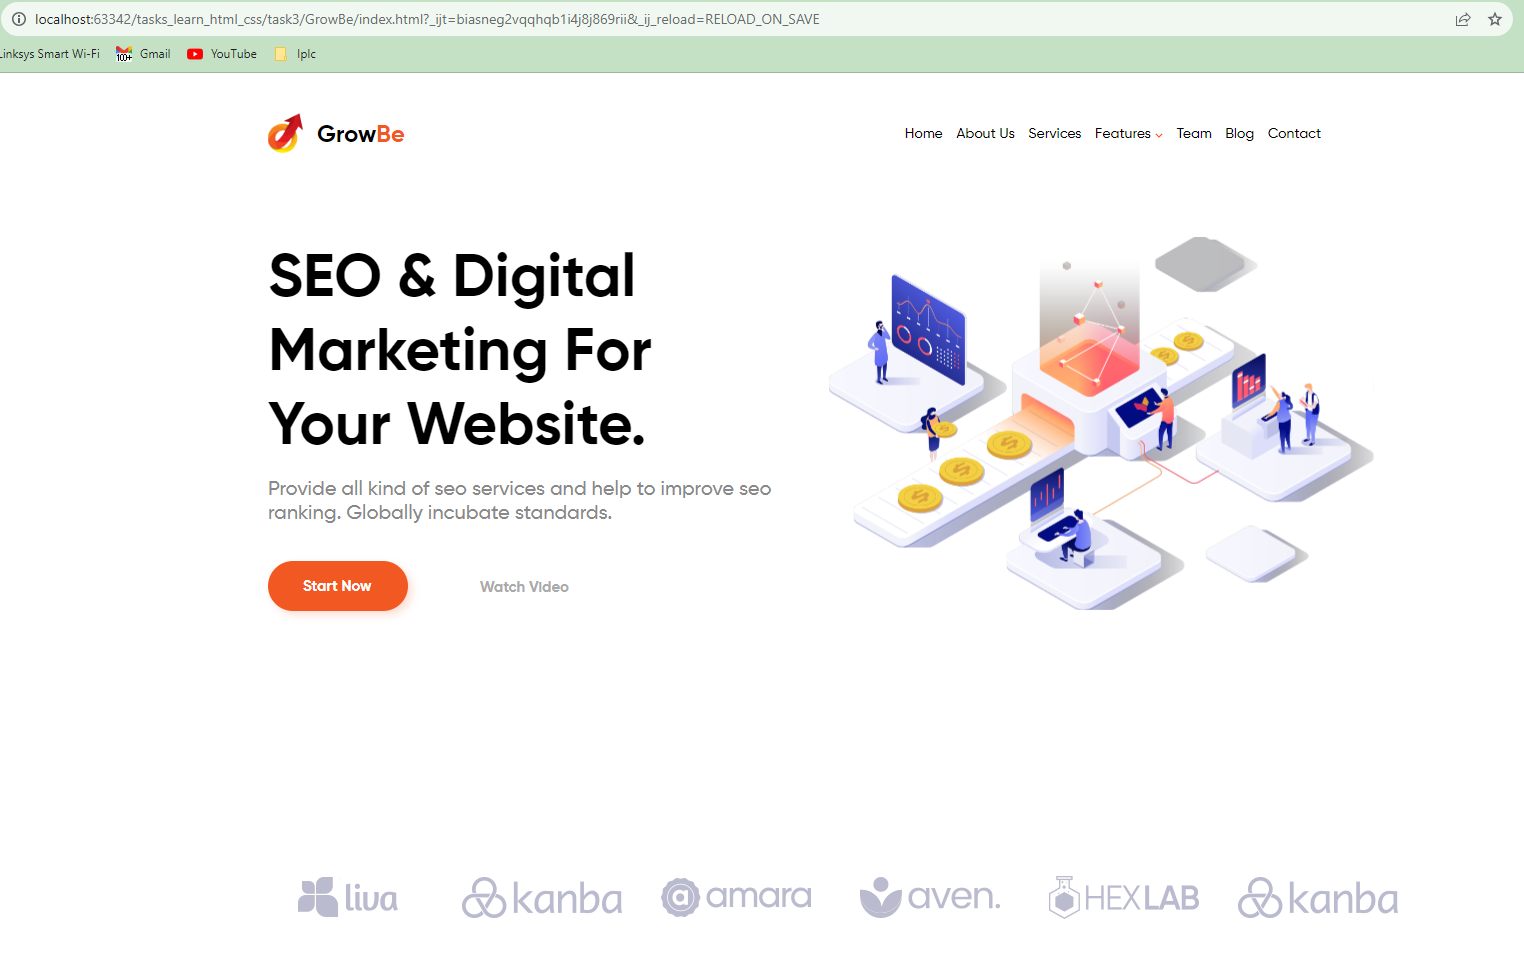 localhost:63342/tasks_learn_html_css/task3/GrowBe/index.html?_ijt=biasneg2vqqhqb1i4j8j869rii&_ij_reload=RELOAD_ON_SAVE
Linksys Smart Wi-Fi Gmail YouTube Iplc
100+
GrowBe Home About Us Services Features Team Blog Contact
SEO & Digital
Marketing For
Your Website.
Provide all kind of seo services and help to improve seo
ranking. Globally incubate standards.
Start Now Watch Video
liva kanba amara aven. HEXLAB kanba